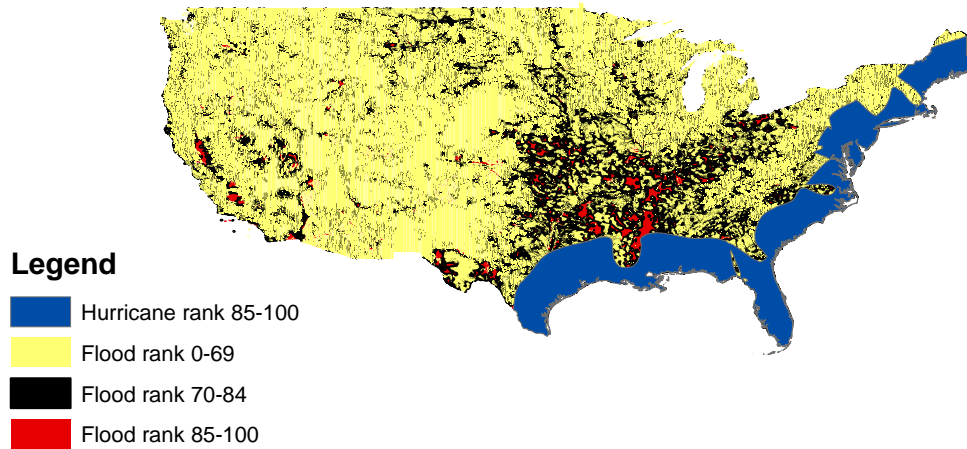 Legend
Hurricane rank 85-100
Flood rank 0-69
Flood rank 70-84
Flood rank 85-100